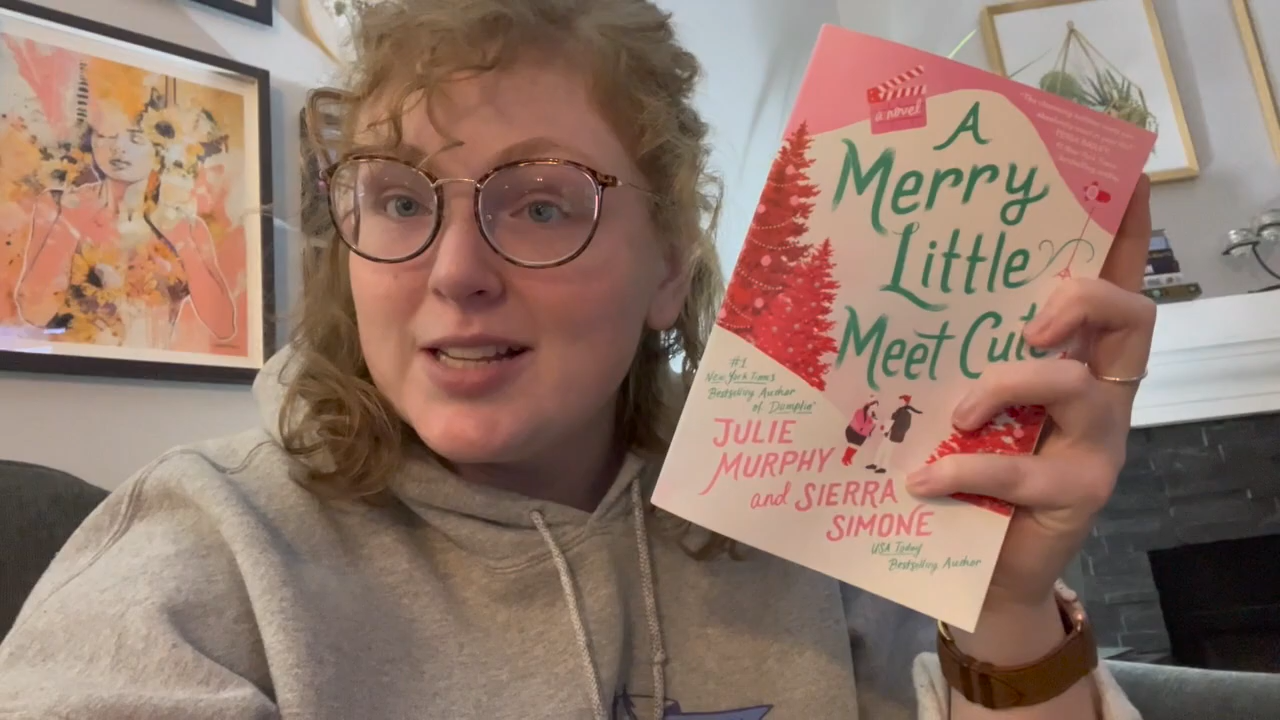 a novel
A
Merry
Little
Meet Cute
#1
New York Times
Bestselling Author
of Dumplin'
JULIE
MURPHY
and SIERRA
SIMONE
USA Today
Bestselling Author